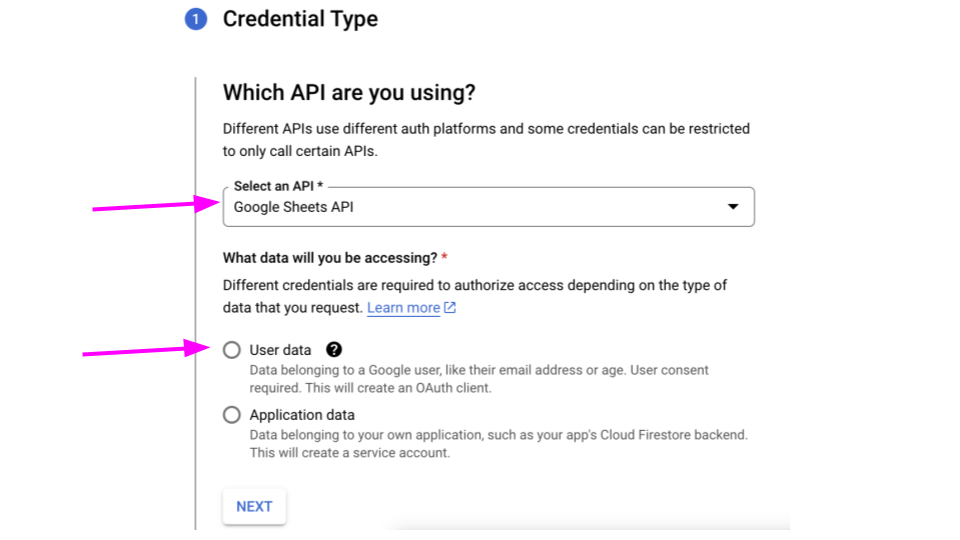 1 Credential Type
Which API are you using?
Different APIs use different auth platforms and some credentials can be restricted
to only call certain APIs.
Select an API *
Google Sheets API
What data will you be accessing? *
Different credentials are required to authorize access depending on the type of
data that you request. Learn more
User data ?
Data belonging to a Google user, like their email address or age. User consent
required. This will create an OAuth client.
Application data
Data belonging to your own application, such as your app's Cloud Firestore backend.
This will create a service account.
NEXT